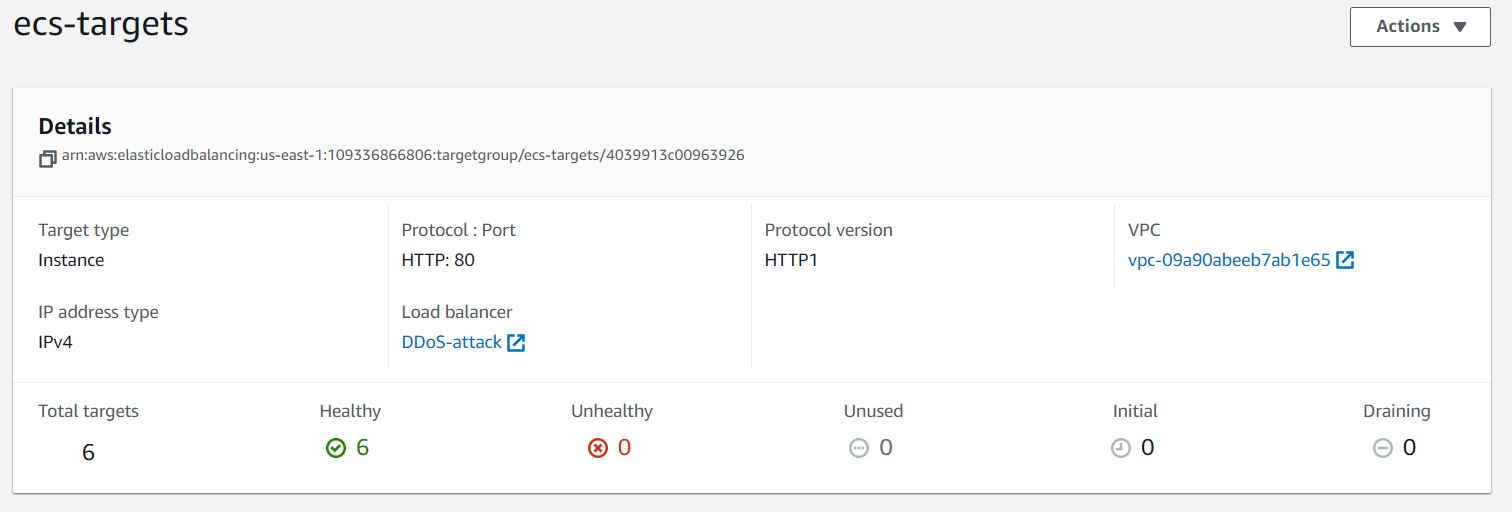 ecs-targets
Actions
Details
arn:aws:elasticloadbalancing:us-east-1:109336866806:targetgroup/ecs-targets/4039913c00963926
Target type
Instance
Protocol : Port
HTTP: 80
Protocol version
HTTP1
VPC
vpc-09a90abeeb7ab1e65
IP address type
IPv4
Load balancer
DDoS-attack
Total targets
6
Healthy
6
Unhealthy
0
Unused
0
Initial
0
Draining
0